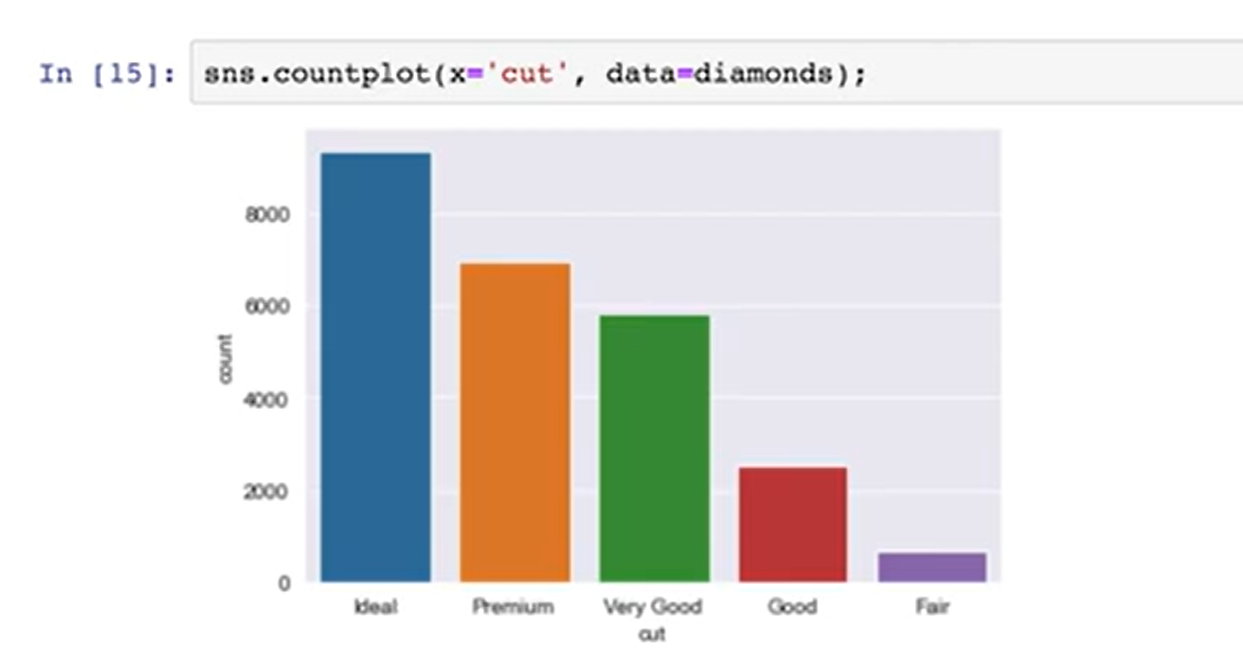 In [15]: sns.countplot(x='cut', data=diamonds);
8000
6000
4000
2000
0
count
Ideal Premium Very Good Good Fair
cut